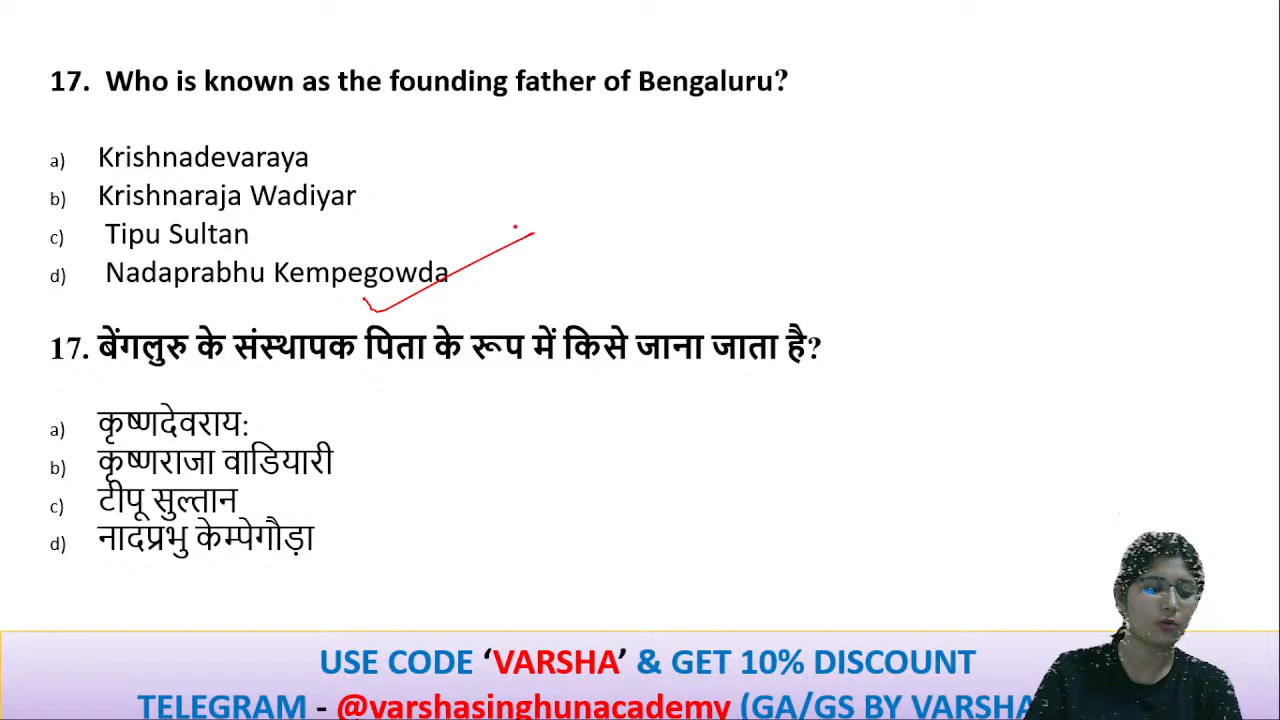 17. Who is known as the founding father of Bengaluru?
a) Krishnadevaraya
b) Krishnaraja Wadiyar
c) Tipu Sultan
d) Nadaprabhu Kempegowda
17. बेंगलुरु के संस्थापक पिता के रूप में किसे जाना जाता है?
a) कृष्णदेवराय:
b) कृष्णराजा वाडियारी
c) टीपू सुल्तान
d) नादप्रभु केम्पेगौड़ा
USE CODE ‘VARSHA’ & GET 10% DISCOUNT
TELEGRAM - @varshasinghunacademy (GA/GS BY VARSHA